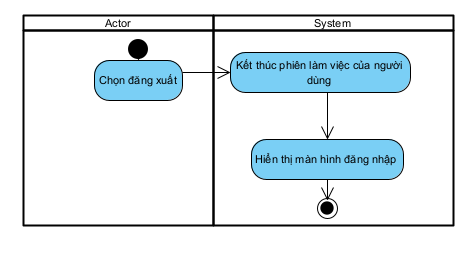 Actor
System
Chọn đăng xuất
Kết thúc phiên làm việc của người
dùng
Hiển thị màn hình đăng nhập